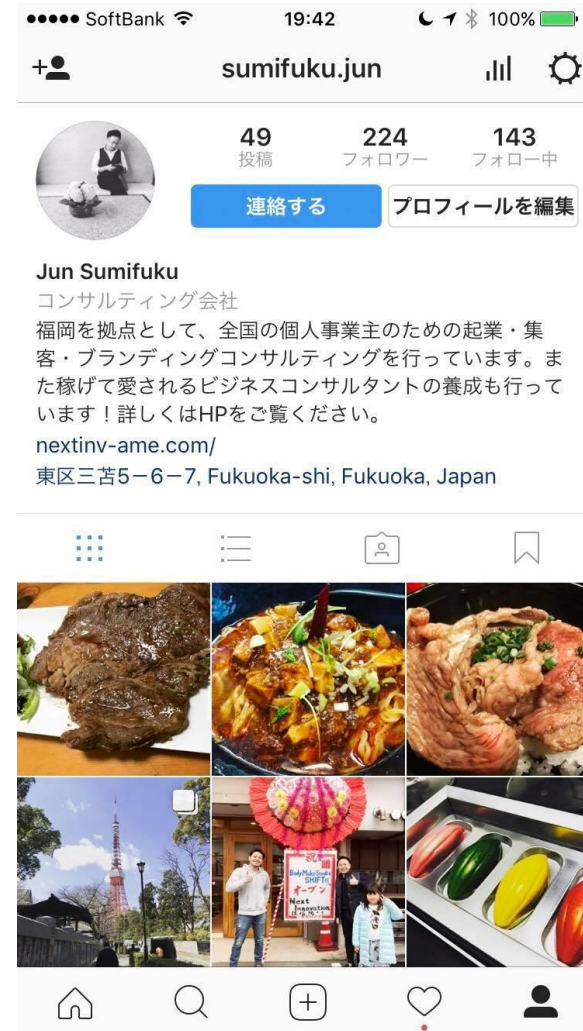 SoftBank 19:42 100%
sumifuku.jun
49 224 143
投稿 フォロワー フォロー中
連絡する プロフィールを編集
Jun Sumifuku
コンサルティング会社
福岡を拠点として、全国の個人事業主のための起業・集
客・ブランディングコンサルティングを行っています。ま
た稼げて愛されるビジネスコンサルタントの養成も行って
います！詳しくはHPをご覧ください。
nextinv-ame.com/
東区三苫5－6－7, Fukuoka-shi, Fukuoka, Japan
祝
Body Make Studio
SHIFT
オープン
Next
Innovation